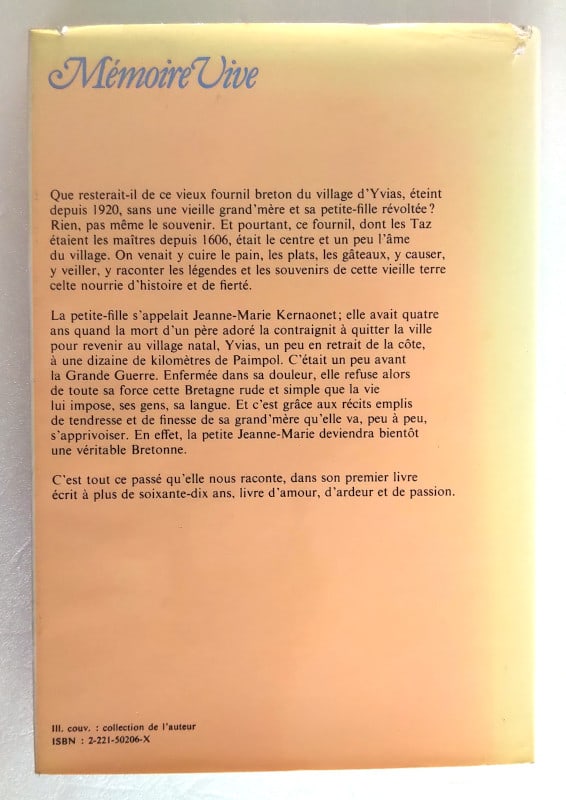 Mémoire Vive
Que resterait-il de ce vieux fournil breton du village d'Yvias, éteint
depuis 1920, sans une vieille grand'mère et sa petite-fille révoltée?
Rien, pas même le souvenir. Et pourtant, ce fournil, dont les Taz
étaient les maîtres depuis 1606, était le centre et un peu l'âme
du village. On venait y cuire le pain, les plats, les gâteaux, y causer,
y veiller, y raconter les légendes et les souvenirs de cette vieille terre
celte nourrie d'histoire et de fierté.
La petite-fille s'appelait Jeanne-Marie Kernaonet; elle avait quatre
ans quand la mort d'un père adoré la contraignit à quitter la ville
pour revenir au village natal, Yvias, un peu en retrait de la côte,
à une dizaine de kilomètres de Paimpol. C'était un peu avant
la Grande Guerre. Enfermée dans sa douleur, elle refuse alors
de toute sa force cette Bretagne rude et simple que la vie
lui impose, ses gens, sa langue. Et c'est grâce aux récits emplis
de tendresse et de finesse de sa grand'mère qu'elle va, peu à peu,
s'apprivoiser. En effet, la petite Jeanne-Marie deviendra bientôt
une véritable Bretonne.
C'est tout ce passé qu'elle nous raconte, dans son premier livre
écrit à plus de soixante-dix ans, livre d'amour, d'ardeur et de passion.
Ill. couv. : collection de l'auteur
ISBN : 2-221-50206-X